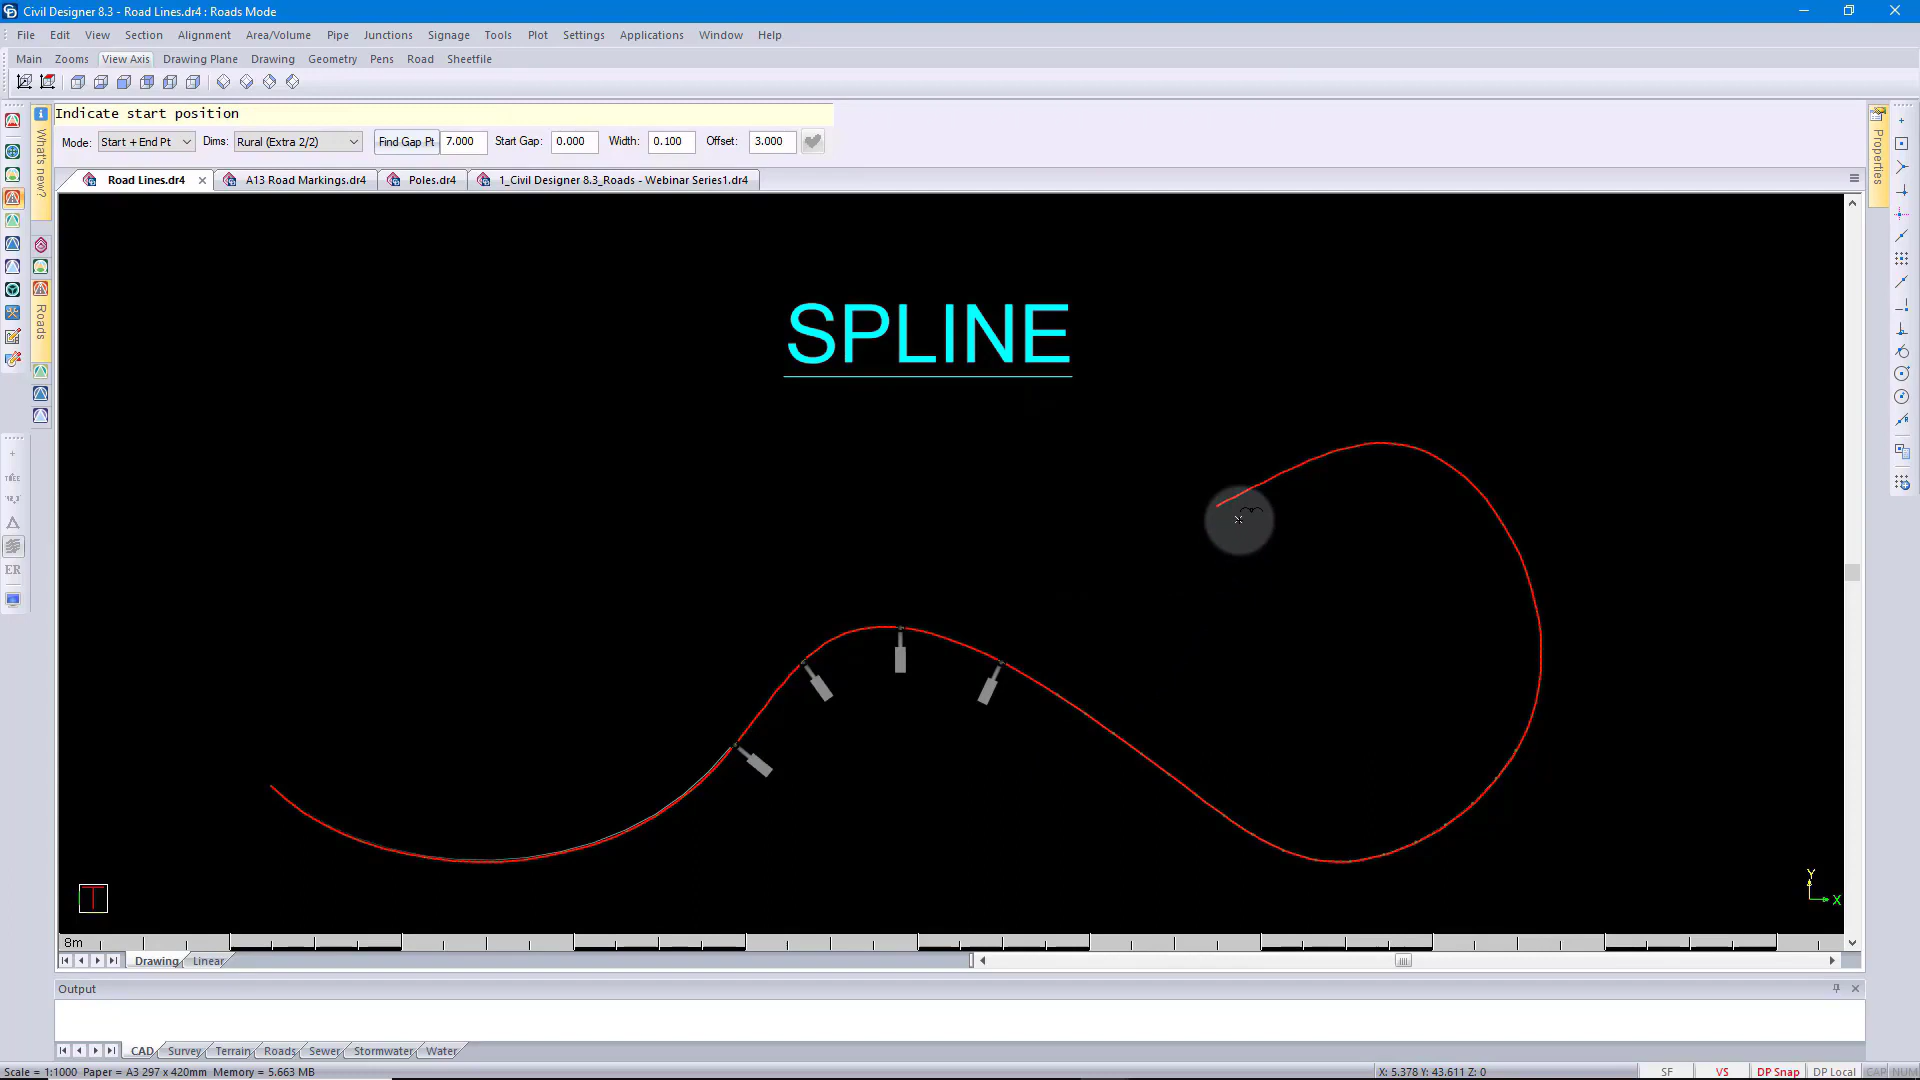 Civil Designer 8.3 - Road Lines.dr4 : Roads Mode
File Edit View Section Alignment Area/Volume Pipe Junctions Signage Tools Plot Settings Applications Window Help
Main Zooms View Axis Drawing Plane Drawing Geometry Pens Road Sheetfile
Indicate start position
Mode: Start + End Pt Dims: Rural (Extra 2/2) Find Gap Pt 7.000 Start Gap: 0.000 Width: 0.100 Offset: 3.000
Road Lines.dr4 A13 Road Markings.dr4 Poles.dr4 1_Civil Designer 8.3_Roads - Webinar Series1.dr4
What's new?
Properties
Roads
SPLINE
TREE
ER
T
Y
X
8m
Drawing Linear
Output
CAD Survey Terrain Roads Sewer Stormwater Water
Scale = 1:1000 Paper = A3 297 x 420mm Memory = 5.663 MB X: 5.378 Y: 43.611 Z: 0 SF VS DP Snap DP Local CAP NUM